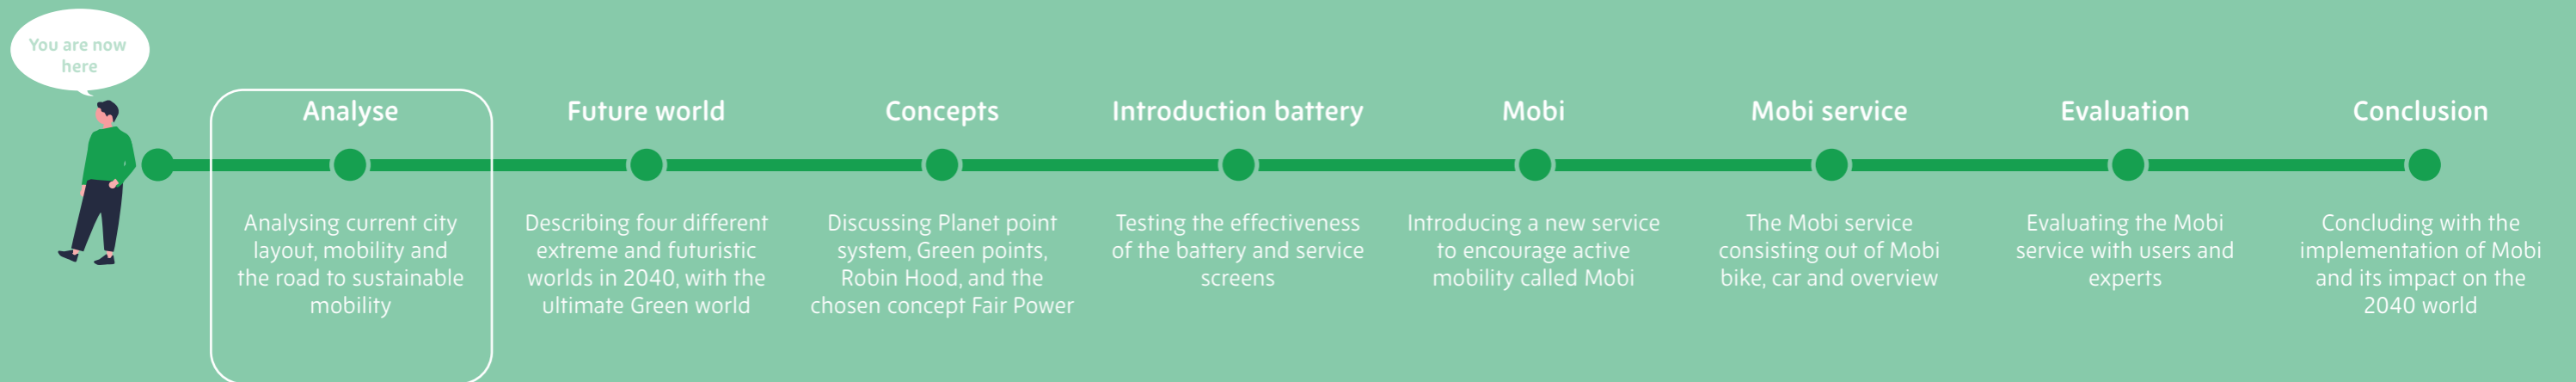 You are now
here
Analyse
Analysing current city
layout, mobility and
the road to sustainable
mobility
Future world
Describing four different
extreme and futuristic
worlds in 2040, with the
ultimate Green world
Concepts
Discussing Planet point
system, Green points,
Robin Hood, and the
chosen concept Fair Power
Introduction battery
Testing the effectiveness
of the battery and service
screens
Mobi
Introducing a new service
to encourage active
mobility called Mobi
Mobi service
The Mobi service
consisting out of Mobi
bike, car and overview
Evaluation
Evaluating the Mobi
service with users and
experts
Conclusion
Concluding with the
implementation of Mobi
and its impact on the
2040 world